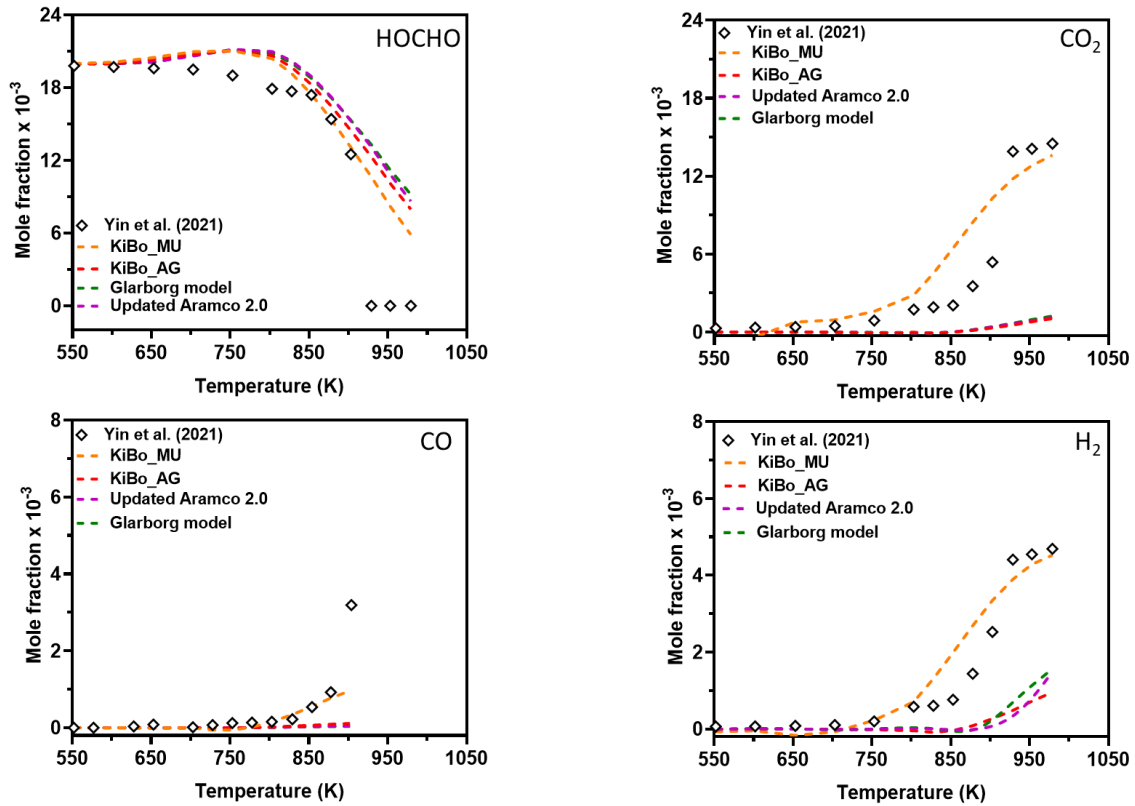 HOCHO
Mole fraction x 10-3
24
18
12
6
0
Yin et al. (2021)
KiBo_MU
KiBo_AG
Glarborg model
Updated Aramco 2.0
550 650 750 850 950 1050
Temperature (K)
CO2
Mole fraction x 10-3
24
18
12
6
0
Yin et al. (2021)
KiBo_MU
KiBo_AG
Updated Aramco 2.0
Glarborg model
550 650 750 850 950 1050
Temperature (K)
CO
Mole fraction x 10-3
8
6
4
2
0
Yin et al. (2021)
KiBo_MU
KiBo_AG
Updated Aramco 2.0
Glarborg model
550 650 750 850 950 1050
Temperature (K)
H2
Mole fraction x 10-3
8
6
4
2
0
Yin et al. (2021)
KiBo_MU
KiBo_AG
Updated Aramco 2.0
Glarborg model
550 650 750 850 950 1050
Temperature (K)